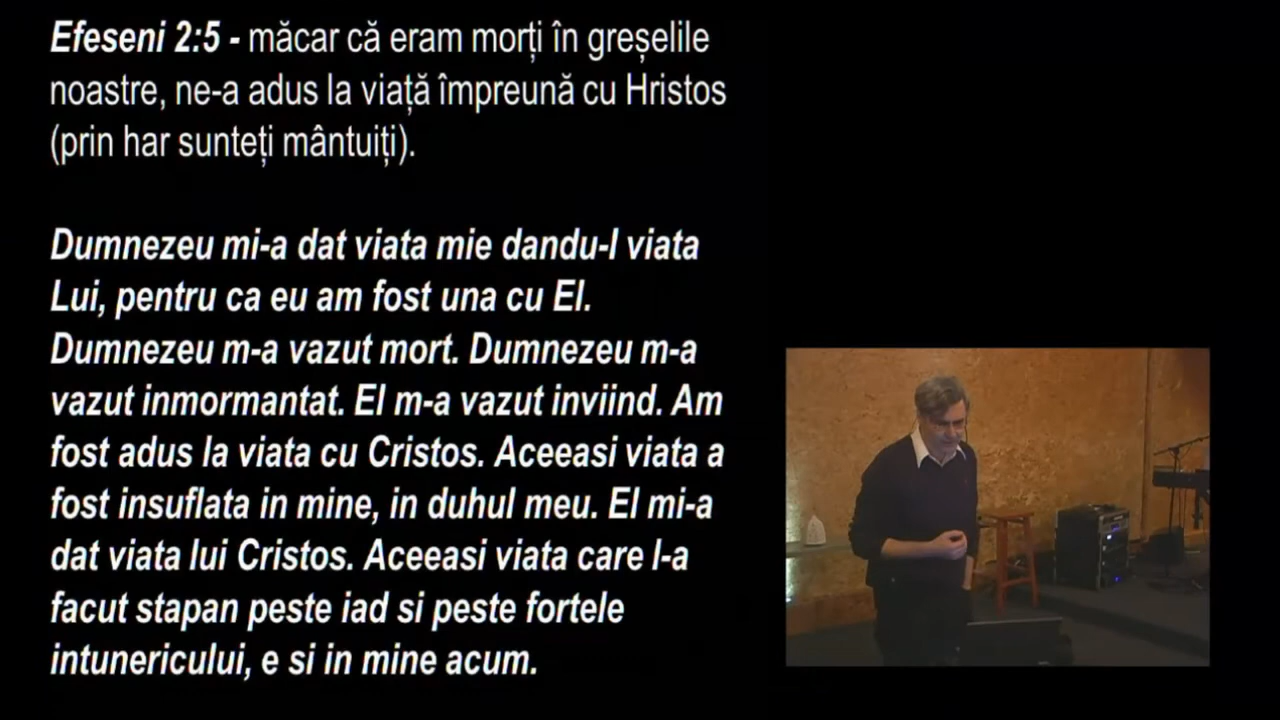 Efeseni 2:5 - măcar că eram morți în greșelile
noastre, ne-a adus la viață împreună cu Hristos
(prin har sunteți mântuiți).
Dumnezeu mi-a dat viata mie dandu-I viata
Lui, pentru ca eu am fost una cu El.
Dumnezeu m-a vazut mort. Dumnezeu m-a
vazut inmormantat. El m-a vazut inviind. Am
fost adus la viata cu Cristos. Aceeasi viata a
fost insuflata in mine, in duhul meu. El mi-a
dat viata lui Cristos. Aceeasi viata care l-a
facut stapan peste iad si peste fortele
intunericului, e si in mine acum.